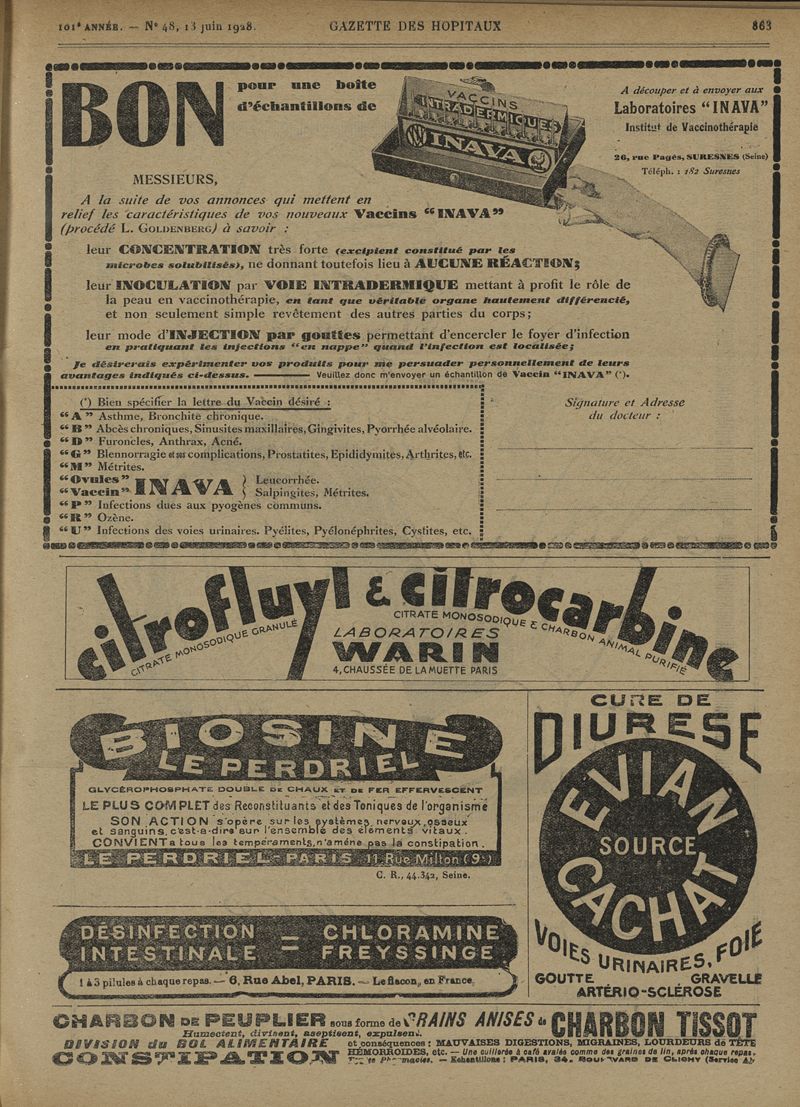 101e ANNÉE. — N° 48, 13 juin 1928.
GAZETTE DES HOPITAUX
863
BON
pour une boîte
d'échantillons de
VACCINS
INTRADERMIQUES
INAVA
A découper et à envoyer aux
Laboratoires "INAVA"
Institut de Vaccinothérapie
26, rue Pagès, SURESNES (Seine)
Téléph. : 182 Suresnes
MESSIEURS,
A la suite de vos annonces qui mettent en
relief les caractéristiques de vos nouveaux Vaccins "INAVA"
(procédé L. GOLDENBERG) à savoir :
leur CONCENTRATION très forte (excipient constitué par les
microbes solubilisés), ne donnant toutefois lieu à AUCUNE RÉACTION;
leur INOCULATION par VOIE INTRADERMIQUE mettant à profit le rôle de
la peau en vaccinothérapie, en tant que véritable organe hautement différencié,
et non seulement simple revêtement des autres parties du corps;
leur mode d'INJECTION par gouttes permettant d'encercler le foyer d'infection
en pratiquant les injections "en nappe" quand l'infection est localisée;
Je désirerais expérimenter vos produits pour me persuader personnellement de leurs
avantages indiqués ci-dessus. — Veuillez donc m'envoyer un échantillon de Vaccin "INAVA" (*).
(*) Bien spécifier la lettre du Vaccin désiré :
"A" Asthme, Bronchite chronique.
"B" Abcès chroniques, Sinusites maxillaires, Gingivites, Pyorrhée alvéolaire.
"D" Furoncles, Anthrax, Acné.
"G" Blennorragie et ses complications, Prostatites, Epididymites, Arthrites, etc.
"M" Métrites.
"Ovules" INAVA } Leucorrhée.
"Vaccin" { Salpingites, Métrites.
"P" Infections dues aux pyogènes communs.
"R" Ozène.
"U" Infections des voies urinaires. Pyélites, Pyélonéphrites, Cystites, etc.
Signature et Adresse
du docteur :
citrofluyl & citrocarbine
CITRATE MONOSODIQUE GRANULÉ
CITRATE MONOSODIQUE & CHARBON ANIMAL PURIFIÉ
LABORATOIRES
WARIN
4, CHAUSSÉE DE LA MUETTE PARIS
BIOSINE
LE PERDRIEL
GLYCÉROPHOSPHATE DOUBLE DE CHAUX ET DE FER EFFERVESCENT
LE PLUS COMPLET des Reconstituants et des Toniques de l'organisme
SON ACTION s'opère sur les systèmes nerveux, osseux
et sanguins, c'est-a-dire sur l'ensemble des éléments vitaux.
CONVIENT a tous les tempéraments, n'amène pas la constipation.
LE PERDRIEL - PARIS 11, Rue Milton (9e)
C. R., 44.342, Seine.
CURE DE
DIURESE
EVIAN
SOURCE
CACHAT
VOIES URINAIRES, FOIE
GOUTTE GRAVELLE
ARTÉRIO-SCLÉROSE
DÉSINFECTION = CHLORAMINE
INTESTINALE = FREYSSINGE
1 à 3 pilules à chaque repas. — 6, Rue Abel, PARIS. — Le flacon, en France,
CHARBON DE PEUPLIER sous forme de GRAINS ANISÉS de CHARBON TISSOT
Humectent, divisent, aseptisent, expulsent.
DIVISION du BOL ALIMENTAIRE et conséquences : MAUVAISES DIGESTIONS, MIGRAINES, LOURDEURS de TÊTE
CONSTIPATION HÉMORROÏDES, etc. — Une cuillerée à café avalée comme des graines de lin, après chaque repas.
Pharmacies. — Echantillons : PARIS, 34, BOULEVARD DE CLICHY (Service A)